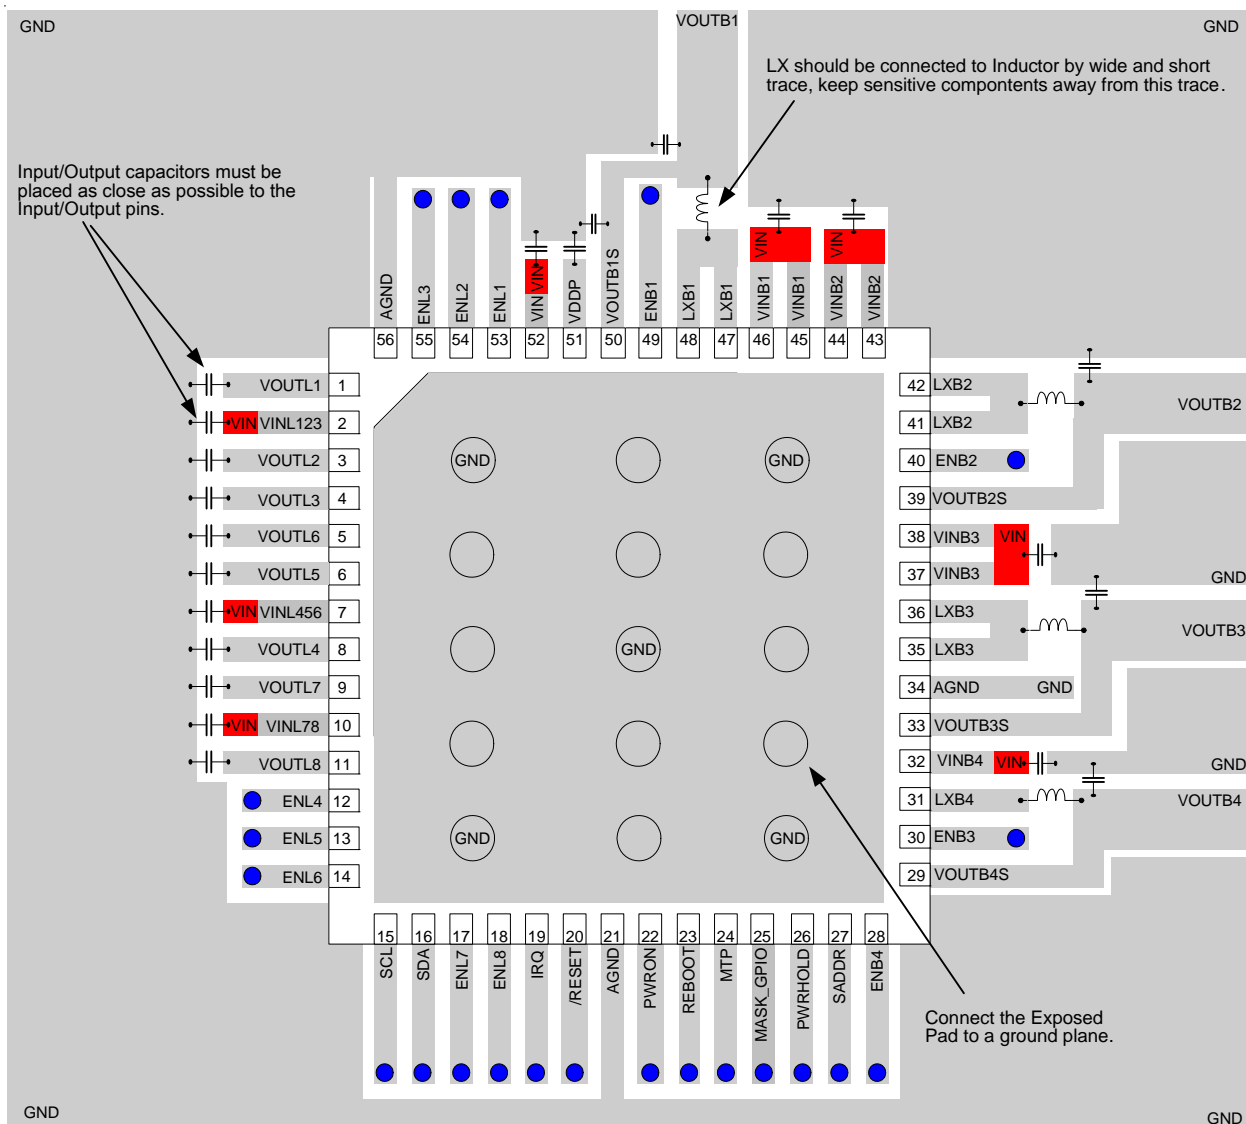 GND
VOUTB1
GND
LX should be connected to Inductor by wide and short
trace, keep sensitive compontents away from this trace.
Input/Output capacitors must be
placed as close as possible to the
Input/Output pins.
AGND
ENL3
ENL2
ENL1
VIN VIN
VDDP
VOUTB1S
ENB1
LXB1
LXB1
VINB1 VIN
VINB1
VINB2 VIN
VINB2
56 55 54 53 52 51 50 49 48 47 46 45 44 43
VOUTL1 1
VIN VINL123 2
VOUTL2 3
VOUTL3 4
VOUTL6 5
VOUTL5 6
VIN VINL456 7
VOUTL4 8
VOUTL7 9
VIN VINL78 10
VOUTL8 11
ENL4 12
ENL5 13
ENL6 14
GND
GND
GND
GND
GND
42 LXB2
VOUTB2
41 LXB2
40 ENB2
39 VOUTB2S
38 VINB3 VIN
37 VINB3
GND
36 LXB3
VOUTB3
35 LXB3
34 AGND GND
33 VOUTB3S
32 VINB4 VIN
GND
31 LXB4
VOUTB4
30 ENB3
29 VOUTB4S
15 16 17 18 19 20 21 22 23 24 25 26 27 28
SCL
SDA
ENL7
ENL8
IRQ
/RESET
AGND
PWRON
REBOOT
MTP
MASK_GPIO
PWRHOLD
SADDR
ENB4
Connect the Exposed
Pad to a ground plane.
GND
GND